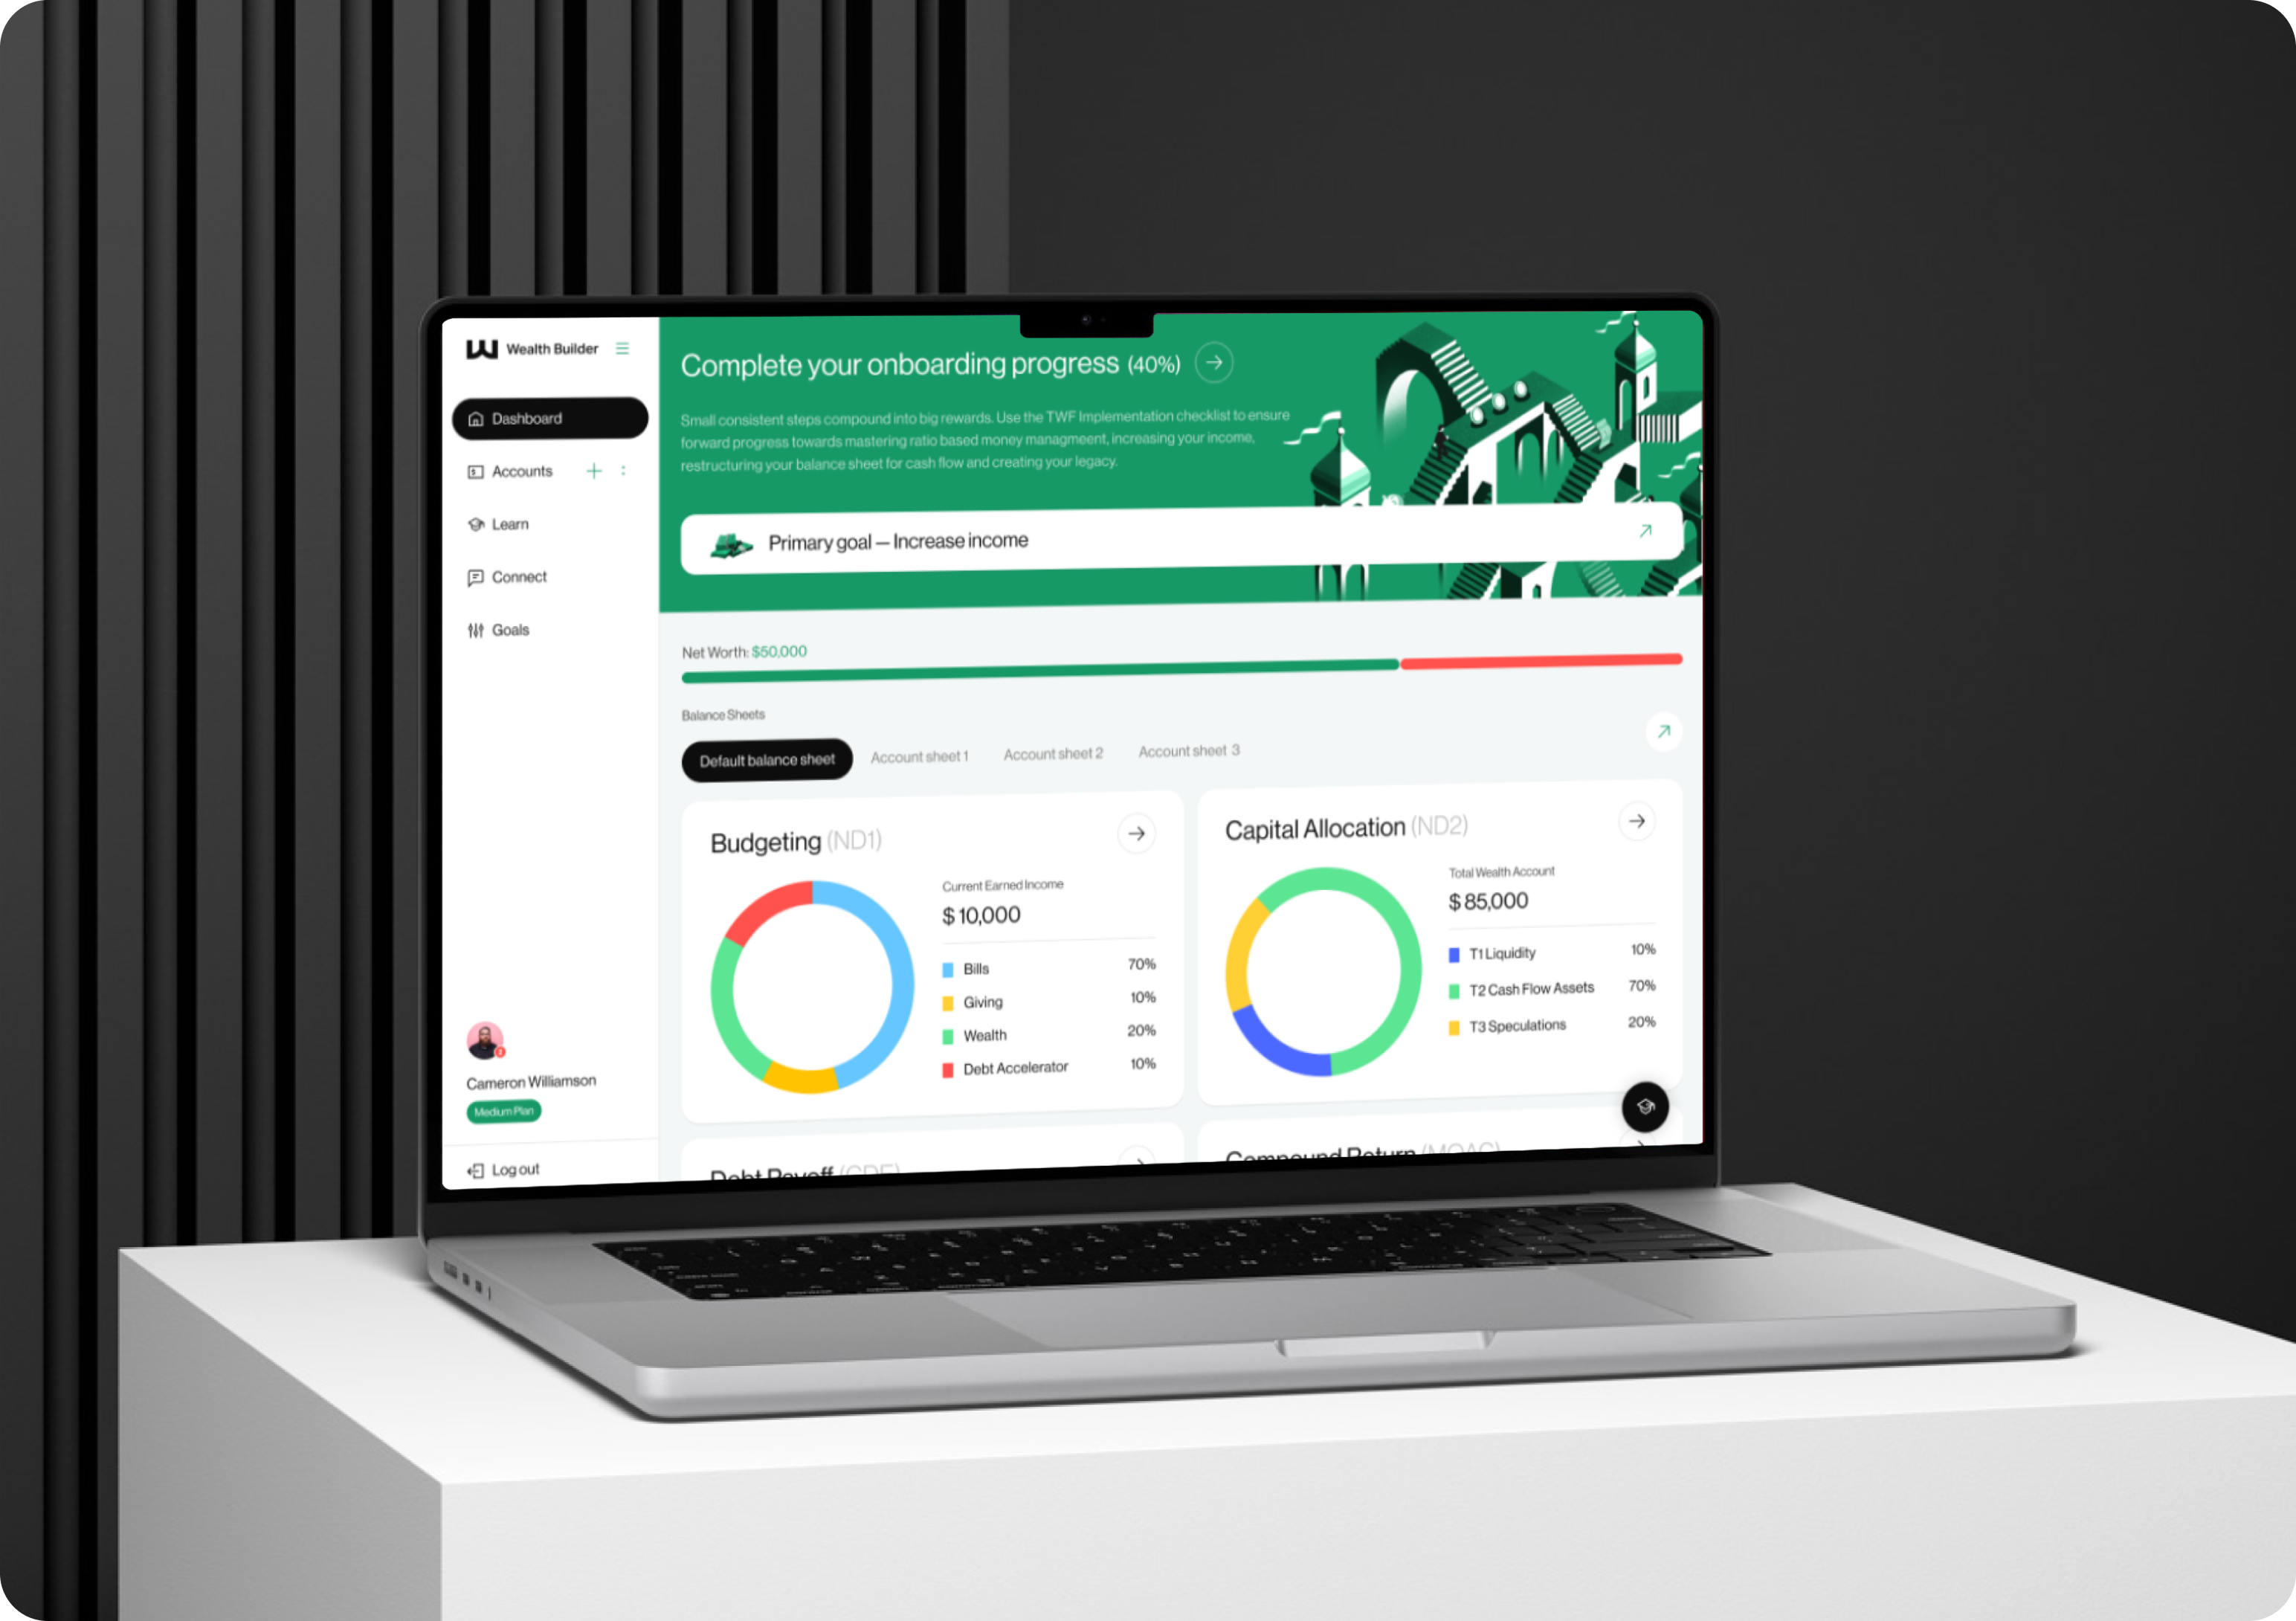 Wealth Builder
Dashboard
Accounts
Learn
Connect
Goals
Cameron Williamson
Medium Plan
Log out
Complete your onboarding progress (40%)
Small consistent steps compound into big rewards. Use the TWF Implementation checklist to ensure
forward progress towards mastering ratio based money managmeent, increasing your income,
restructuring your balance sheet for cash flow and creating your legacy.
Primary goal — Increase income
Net Worth: $50,000
Balance Sheets
Default balance sheet
Account sheet 1
Account sheet 2
Account sheet 3
Budgeting (ND1)
Current Earned Income
$ 10,000
Bills 70%
Giving 10%
Wealth 20%
Debt Accelerator 10%
Capital Allocation (ND2)
Total Wealth Account
$ 85,000
T1 Liquidity 10%
T2 Cash Flow Assets 70%
T3 Speculations 20%
Debt Payoff
Compound Return (MOAC)